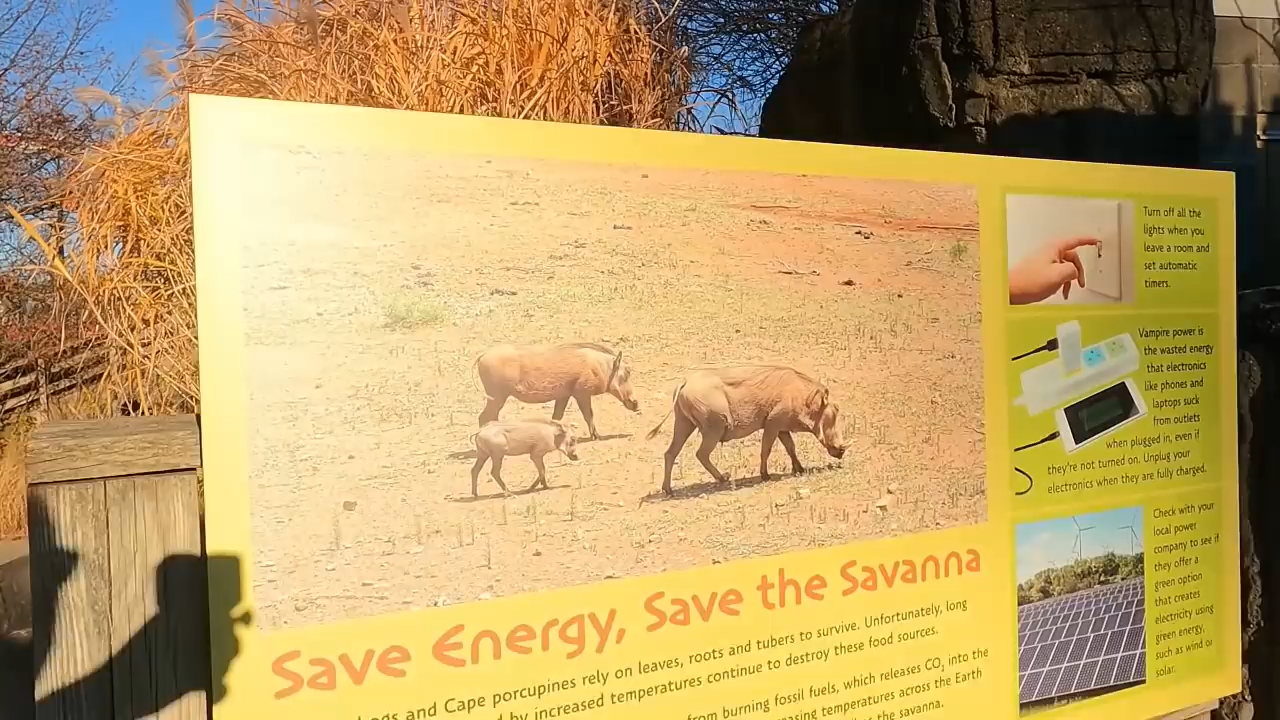 Save Energy, Save the Savanna
and Cape porcupines rely on leaves, roots and tubers to survive. Unfortunately, long
by increased temperatures continue to destroy these food sources.
from burning fossil fuels, which releases CO₂ into the
temperatures across the Earth
the savanna.
Turn off all the
lights when you
leave a room and
set automatic
timers.
Vampire power is
the wasted energy
that electronics
like phones and
laptops suck
from outlets
when plugged in, even if
they're not turned on. Unplug your
electronics when they are fully charged.
Check with your
local power
company to see if
they offer a
green option
that creates
electricity using
green energy,
such as wind or
solar.